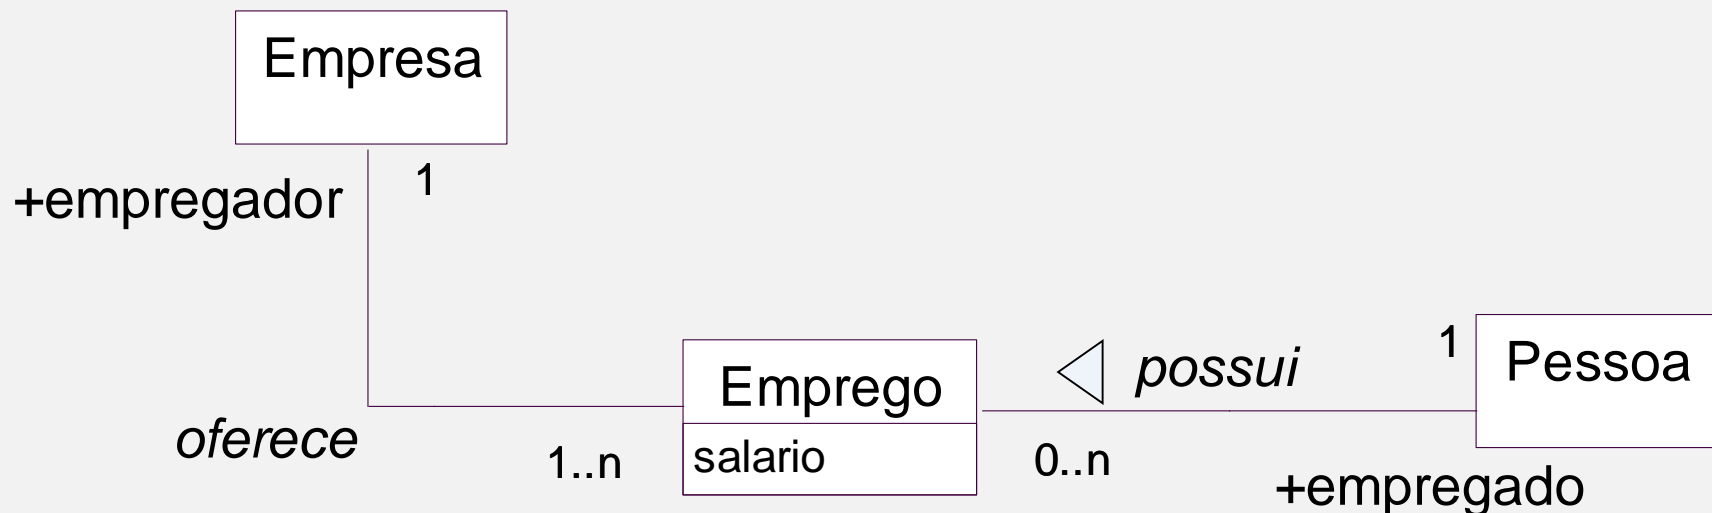 Empresa
1
+empregador
Emprego
salario
oferece
1..n
possui
0..n
1
Pessoa
+empregado